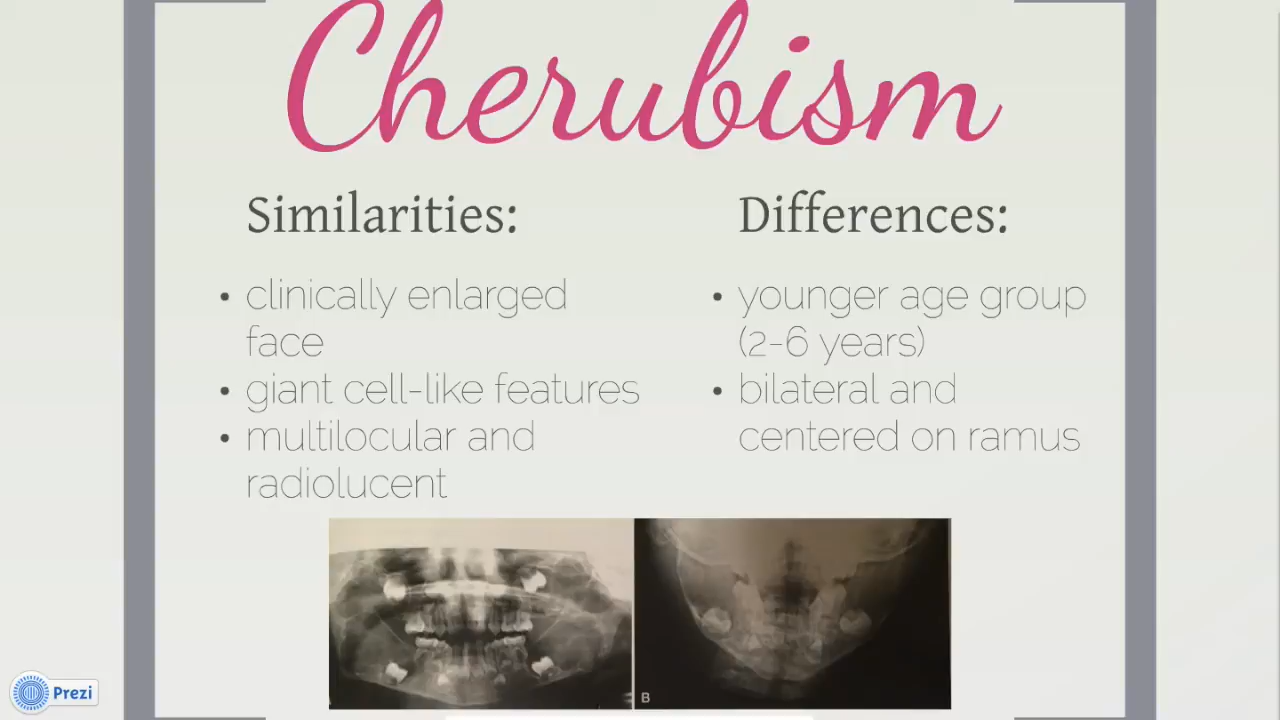 Cherubism
Similarities:
• clinically enlarged
face
• giant cell-like features
• multilocular and
radiolucent
Differences:
• younger age group
(2-6 years)
• bilateral and
centered on ramus
B
Prezi